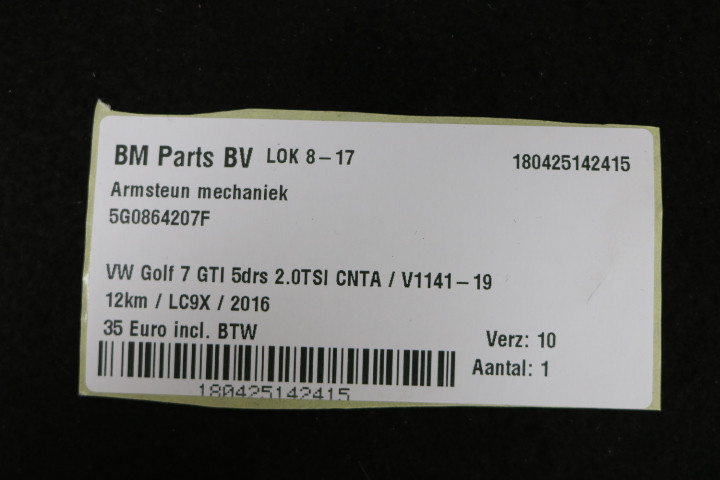 BM Parts BV LOK 8-17 180425142415
Armsteun mechaniek
5G0864207F
VW Golf 7 GTI 5drs 2.0TSI CNTA / V1141-19
12km / LC9X / 2016
35 Euro incl. BTW
Verz: 10
Aantal: 1
180425142415